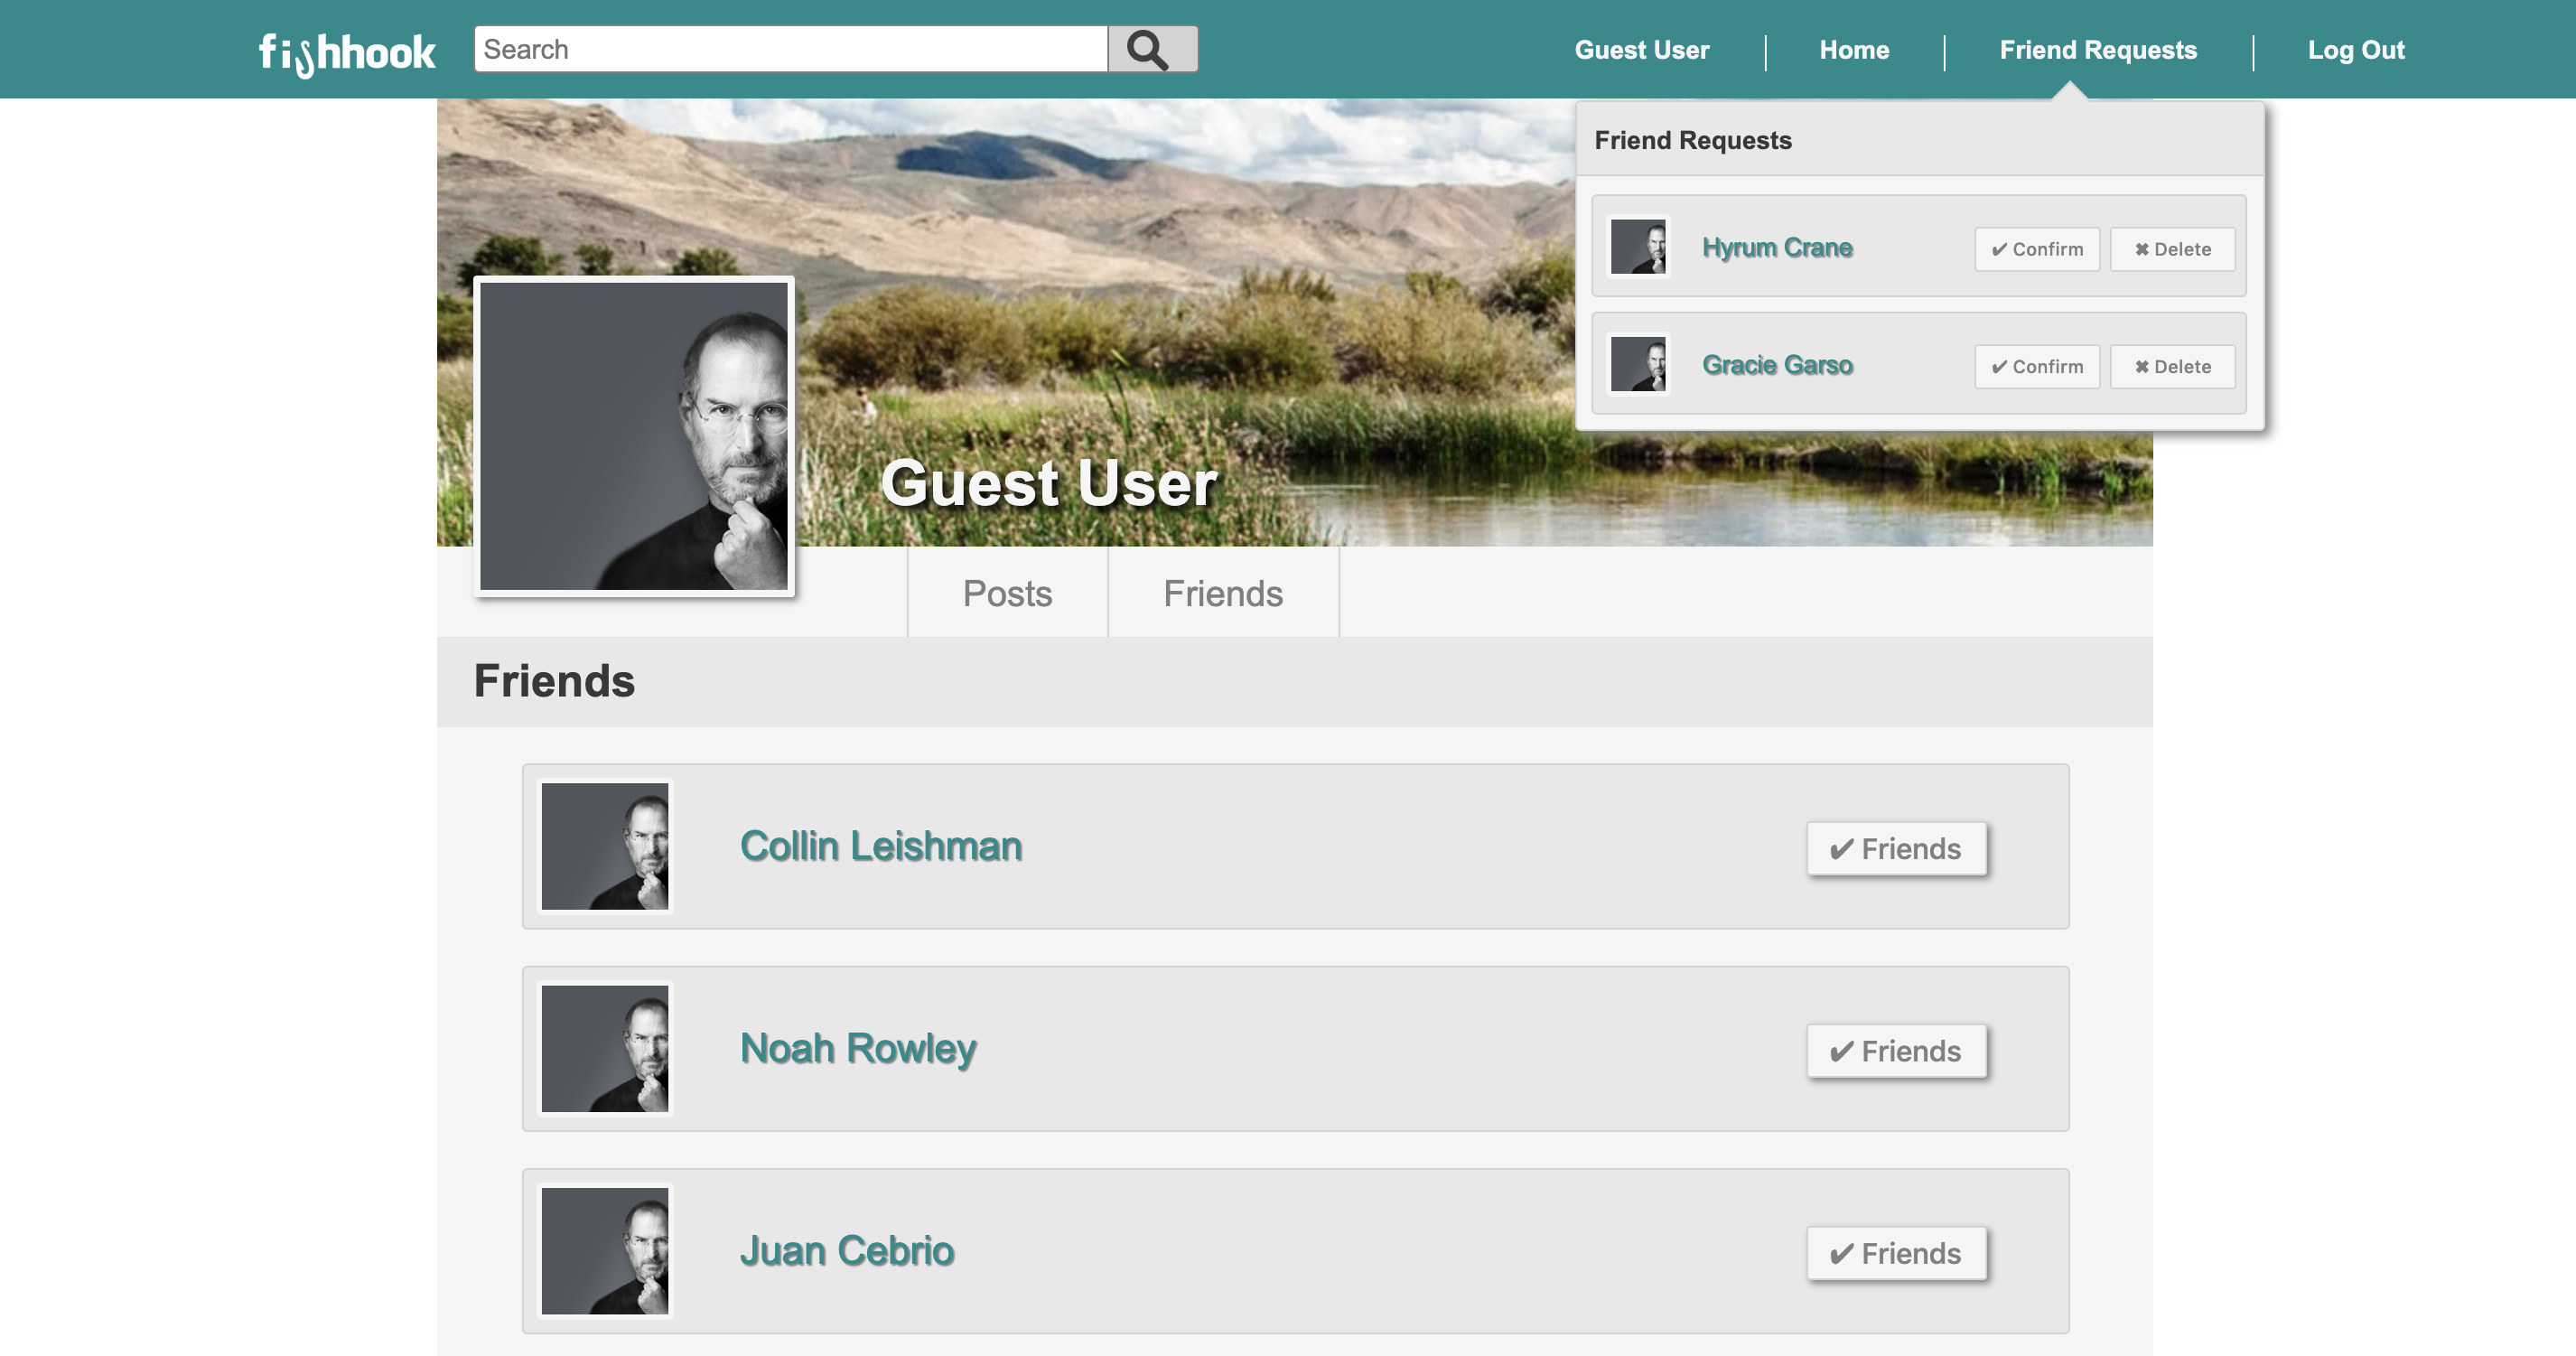 fishhook
Search
Guest User
Home
Friend Requests
Log Out
Friend Requests
Hyrum Crane
✔ Confirm
✖ Delete
Gracie Garso
✔ Confirm
✖ Delete
Guest User
Posts
Friends
Friends
Collin Leishman
✔ Friends
Noah Rowley
✔ Friends
Juan Cebrio
✔ Friends